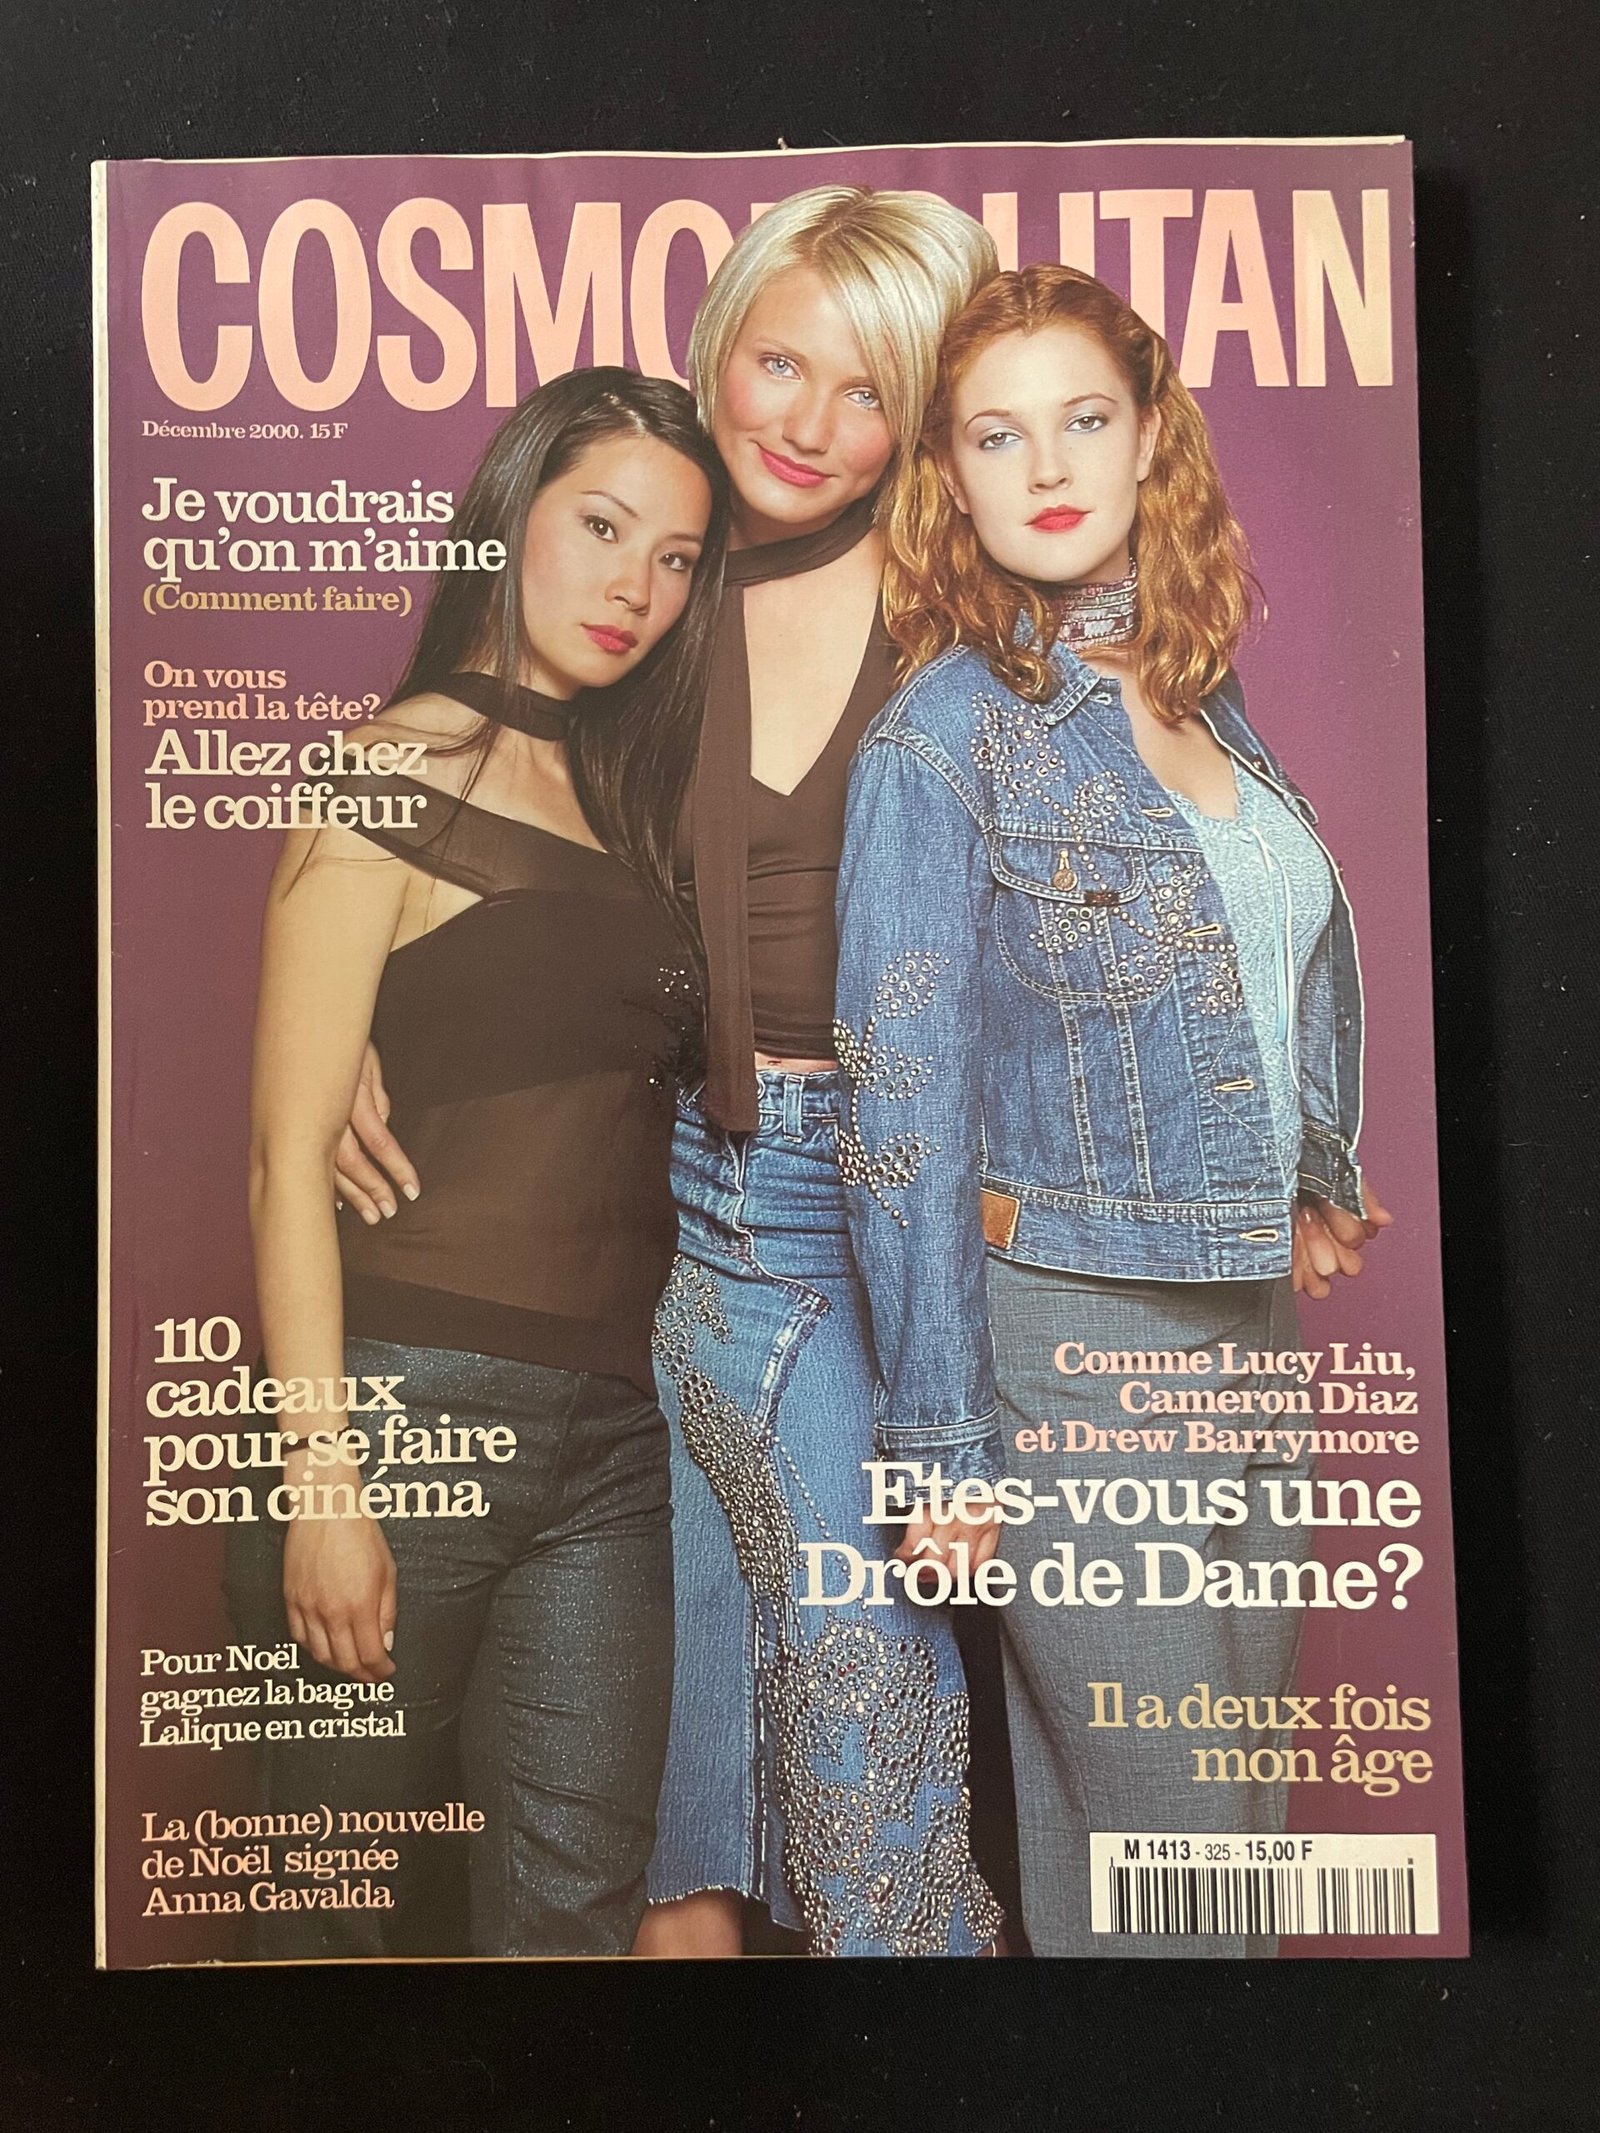 COSMOPOLITAN
Décembre 2000. 15 F
Je voudrais
qu'on m'aime
(Comment faire)
On vous
prend la tête?
Allez chez
le coiffeur
110
cadeaux
pour se faire
son cinéma
Pour Noël
gagnez la bague
Lalique en cristal
La (bonne) nouvelle
de Noël signée
Anna Gavalda
Comme Lucy Liu,
Cameron Diaz
et Drew Barrymore
Etes-vous une
Drôle de Dame?
Il a deux fois
mon âge
M 1413 - 325 - 15,00 F